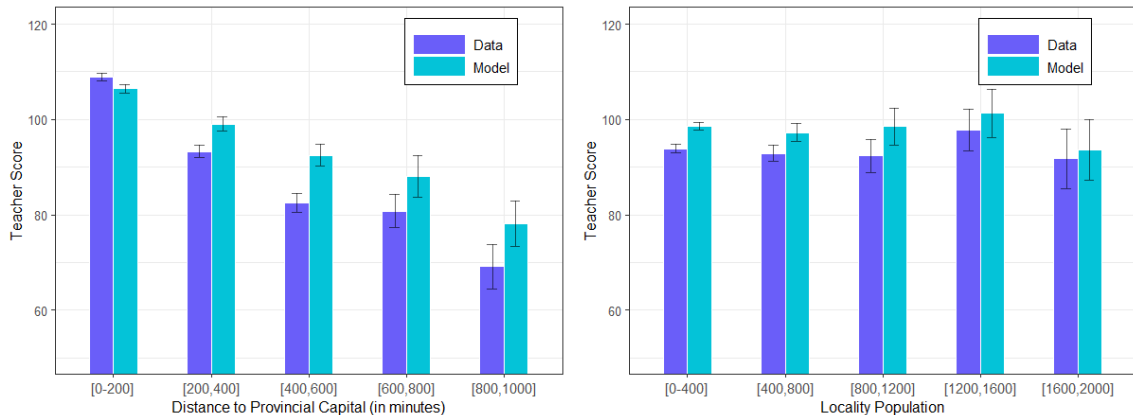 120
100
80
60
Teacher Score
Data
Model
[0-200]
[200,400]
[400,600]
[600,800]
[800,1000]
Distance to Provincial Capital (in minutes)
120
100
80
60
Teacher Score
Data
Model
[0-400]
[400,800]
[800,1200]
[1200,1600]
[1600,2000]
Locality Population